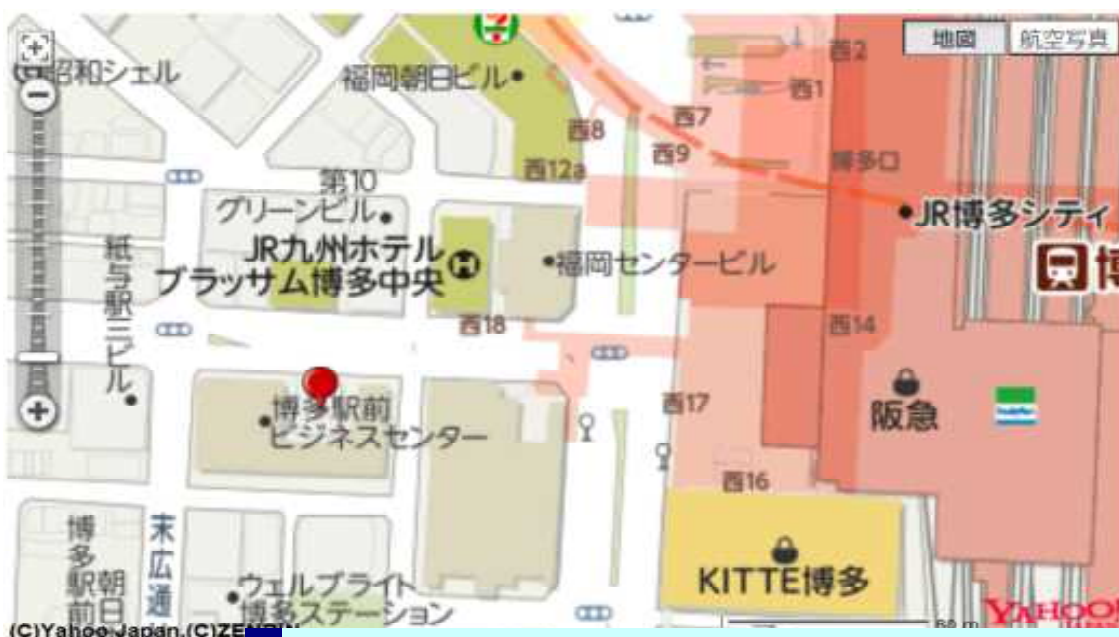 地図
航空写真
昭和シェル
福岡朝日ビル
西2
西1
西7
西8
西9
西12a
博多口
第10
グリーンビル
JR博多シティ
JR九州ホテル
ブラッサム博多中央
福岡センタービル
博
紙与駅三ビル
西18
西14
博多駅前
ビジネスセンター
西17
阪急
FamilyMart
西16
KITTE博多
博多駅前
朝日
末広通
ウェルブライト
博多ステーション
YAHOO!
JAPAN
60 m
(C)Yahoo Japan,(C)ZENRIN